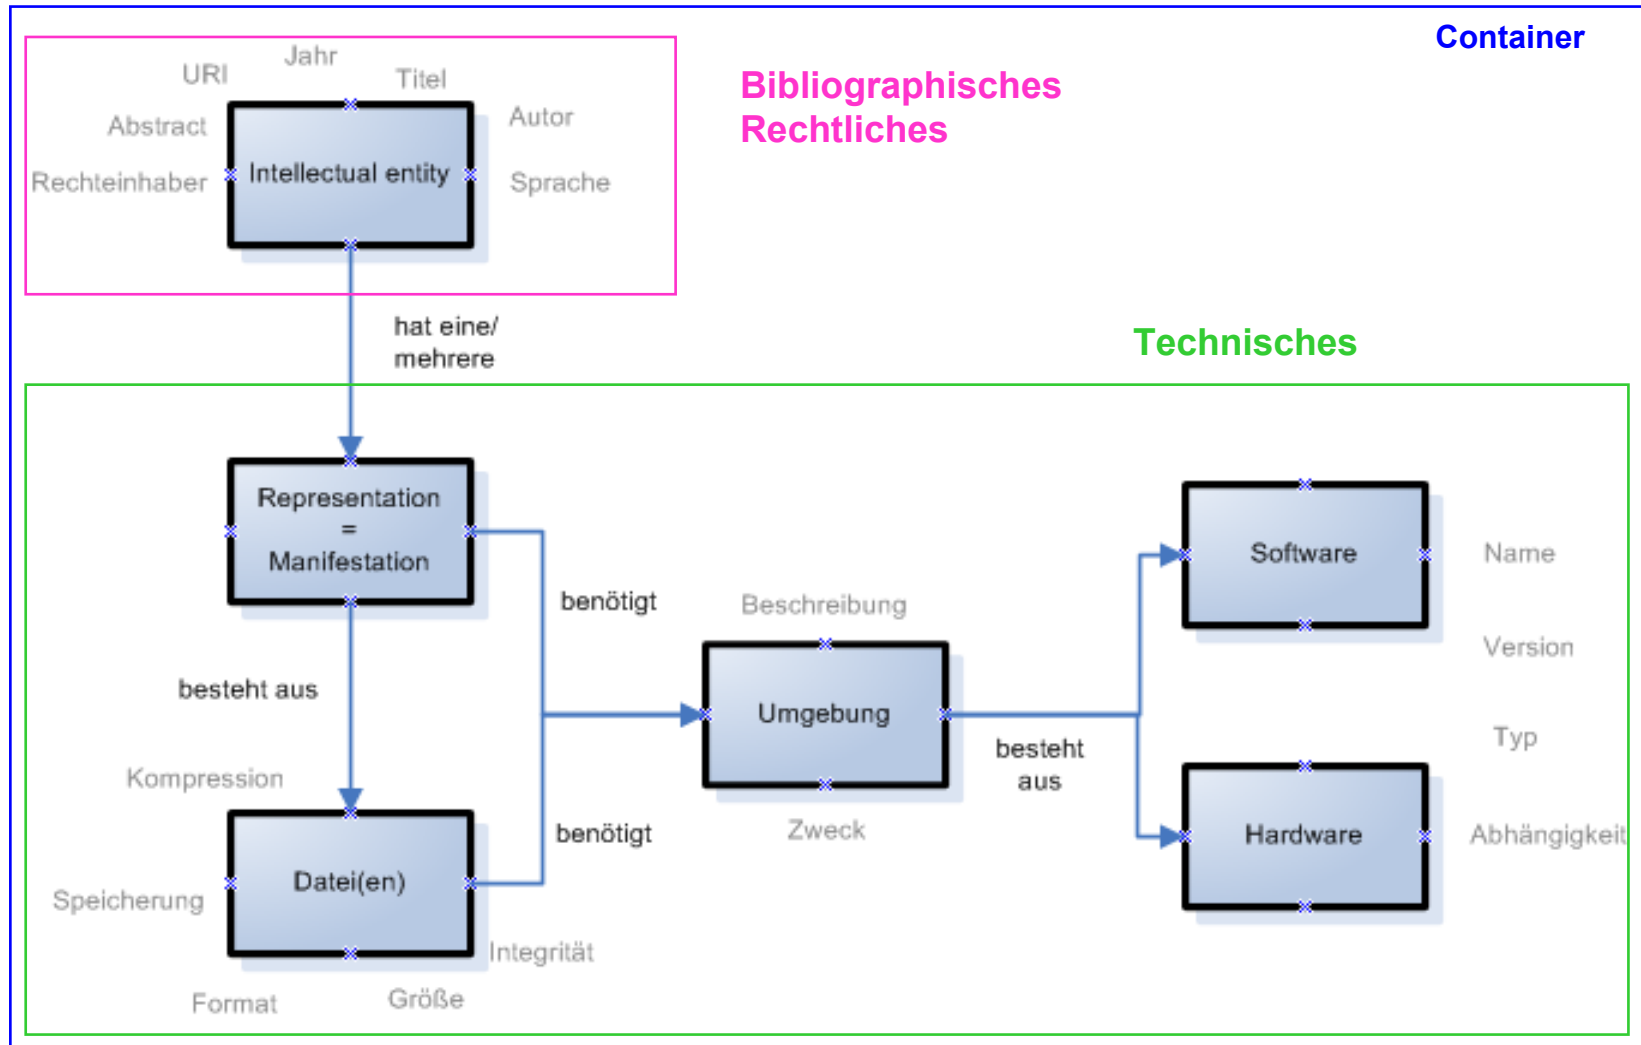 Container
Bibliographisches
Rechtliches
Jahr
URI
Titel
Abstract
Autor
Rechteinhaber
Intellectual entity
Sprache
hat eine/
mehrere
Technisches
Representation
=
Manifestation
benötigt
besteht aus
Beschreibung
Umgebung
Zweck
besteht
aus
Software
Name
Version
Typ
Hardware
Abhängigkeit
Kompression
benötigt
Datei(en)
Speicherung
Integrität
Format
Größe